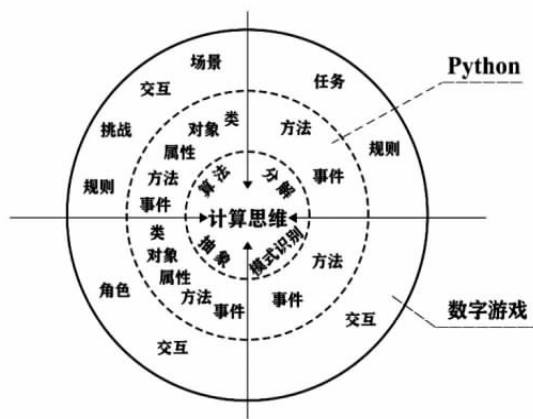 场景
任务
交互
Python
挑战
对象
类
方法
属性
规则
算法
分解
方法
事件
规则
事件
计算思维
类
抽象
模式识别
对象
方法
属性
角色
方法
事件
事件
数字游戏
交互
交互